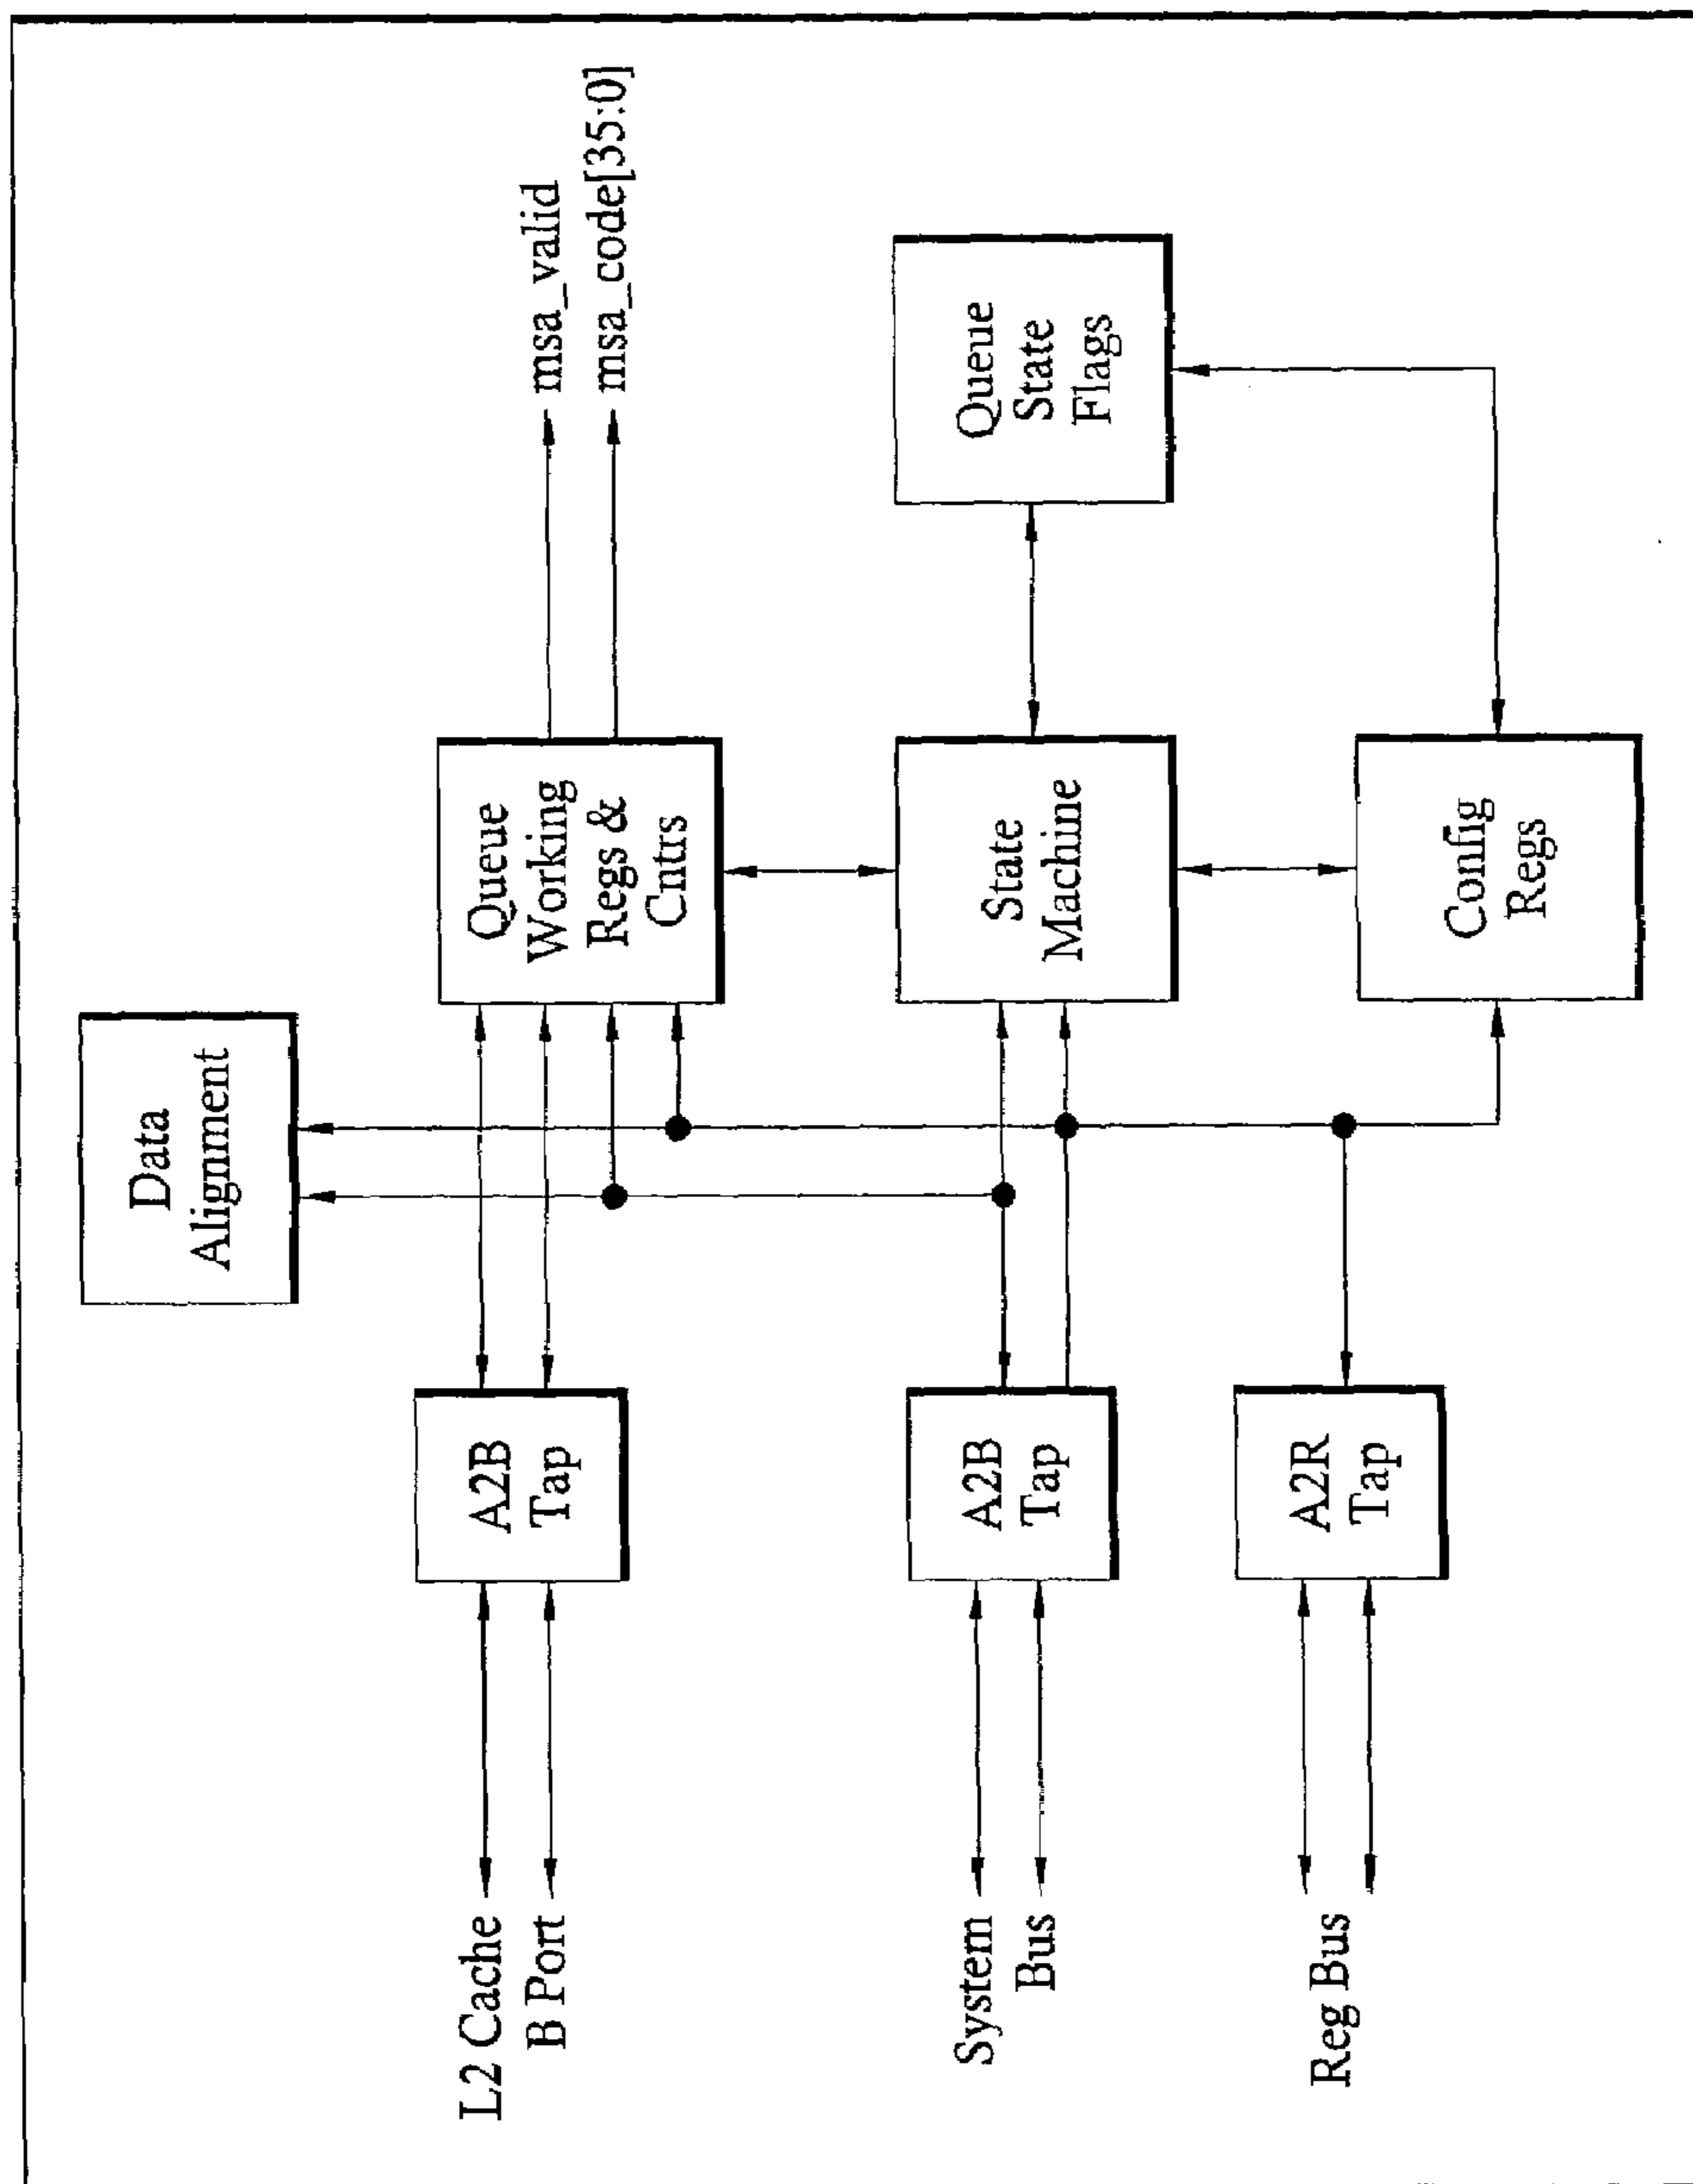 Data
Alignment
L2 Cache
B Port
A2B
Tap
Queue
Working
Regs &
Cntrs
msa_valid
msa_code[35:0]
System
Bus
A2B
Tap
State
Machine
Queue
State
Flags
Reg Bus
A2R
Tap
Config
Regs